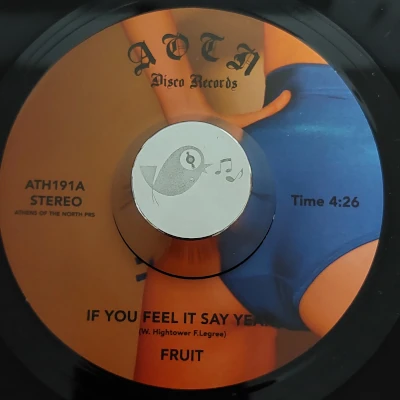 AOTN
Disco Records
ATH191A
STEREO
ATHENS OF THE NORTH PRS
Time 4:26
IF YOU FEEL IT SAY YEAH
(W. Hightower F.Legree)
FRUIT